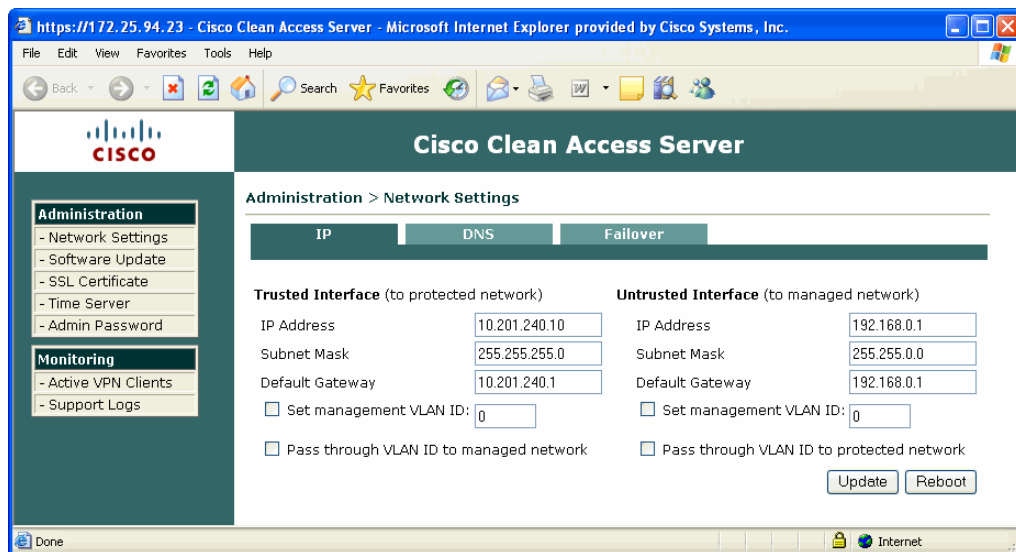 https://172.25.94.23 - Cisco Clean Access Server - Microsoft Internet Explorer provided by Cisco Systems, Inc.
File Edit View Favorites Tools Help
Back Search Favorites W
CISCO
Cisco Clean Access Server
Administration > Network Settings
Administration
- Network Settings
- Software Update
- SSL Certificate
- Time Server
- Admin Password
Monitoring
- Active VPN Clients
- Support Logs
IP DNS Failover
Trusted Interface (to protected network)
IP Address 10.201.240.10
Subnet Mask 255.255.255.0
Default Gateway 10.201.240.1
Set management VLAN ID: 0
Pass through VLAN ID to managed network
Untrusted Interface (to managed network)
IP Address 192.168.0.1
Subnet Mask 255.255.0.0
Default Gateway 192.168.0.1
Set management VLAN ID: 0
Pass through VLAN ID to protected network
Update Reboot
Done Internet